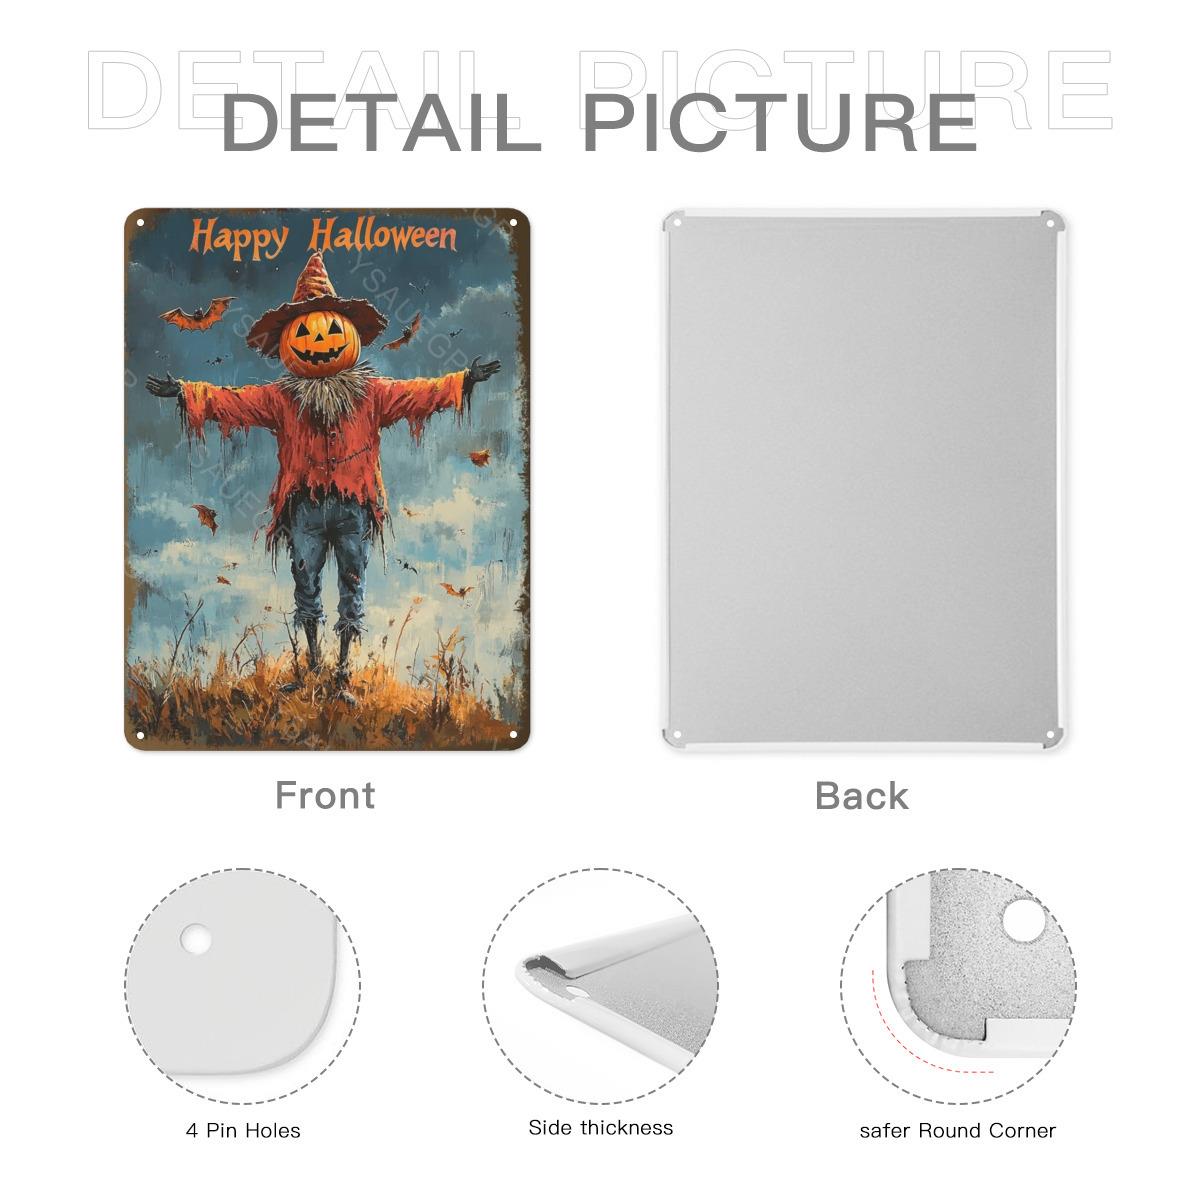 DETAIL PICTURE
DETAIL PICTURE
Happy Halloween
Front
Back
4 Pin Holes
Side thickness
safer Round Corner